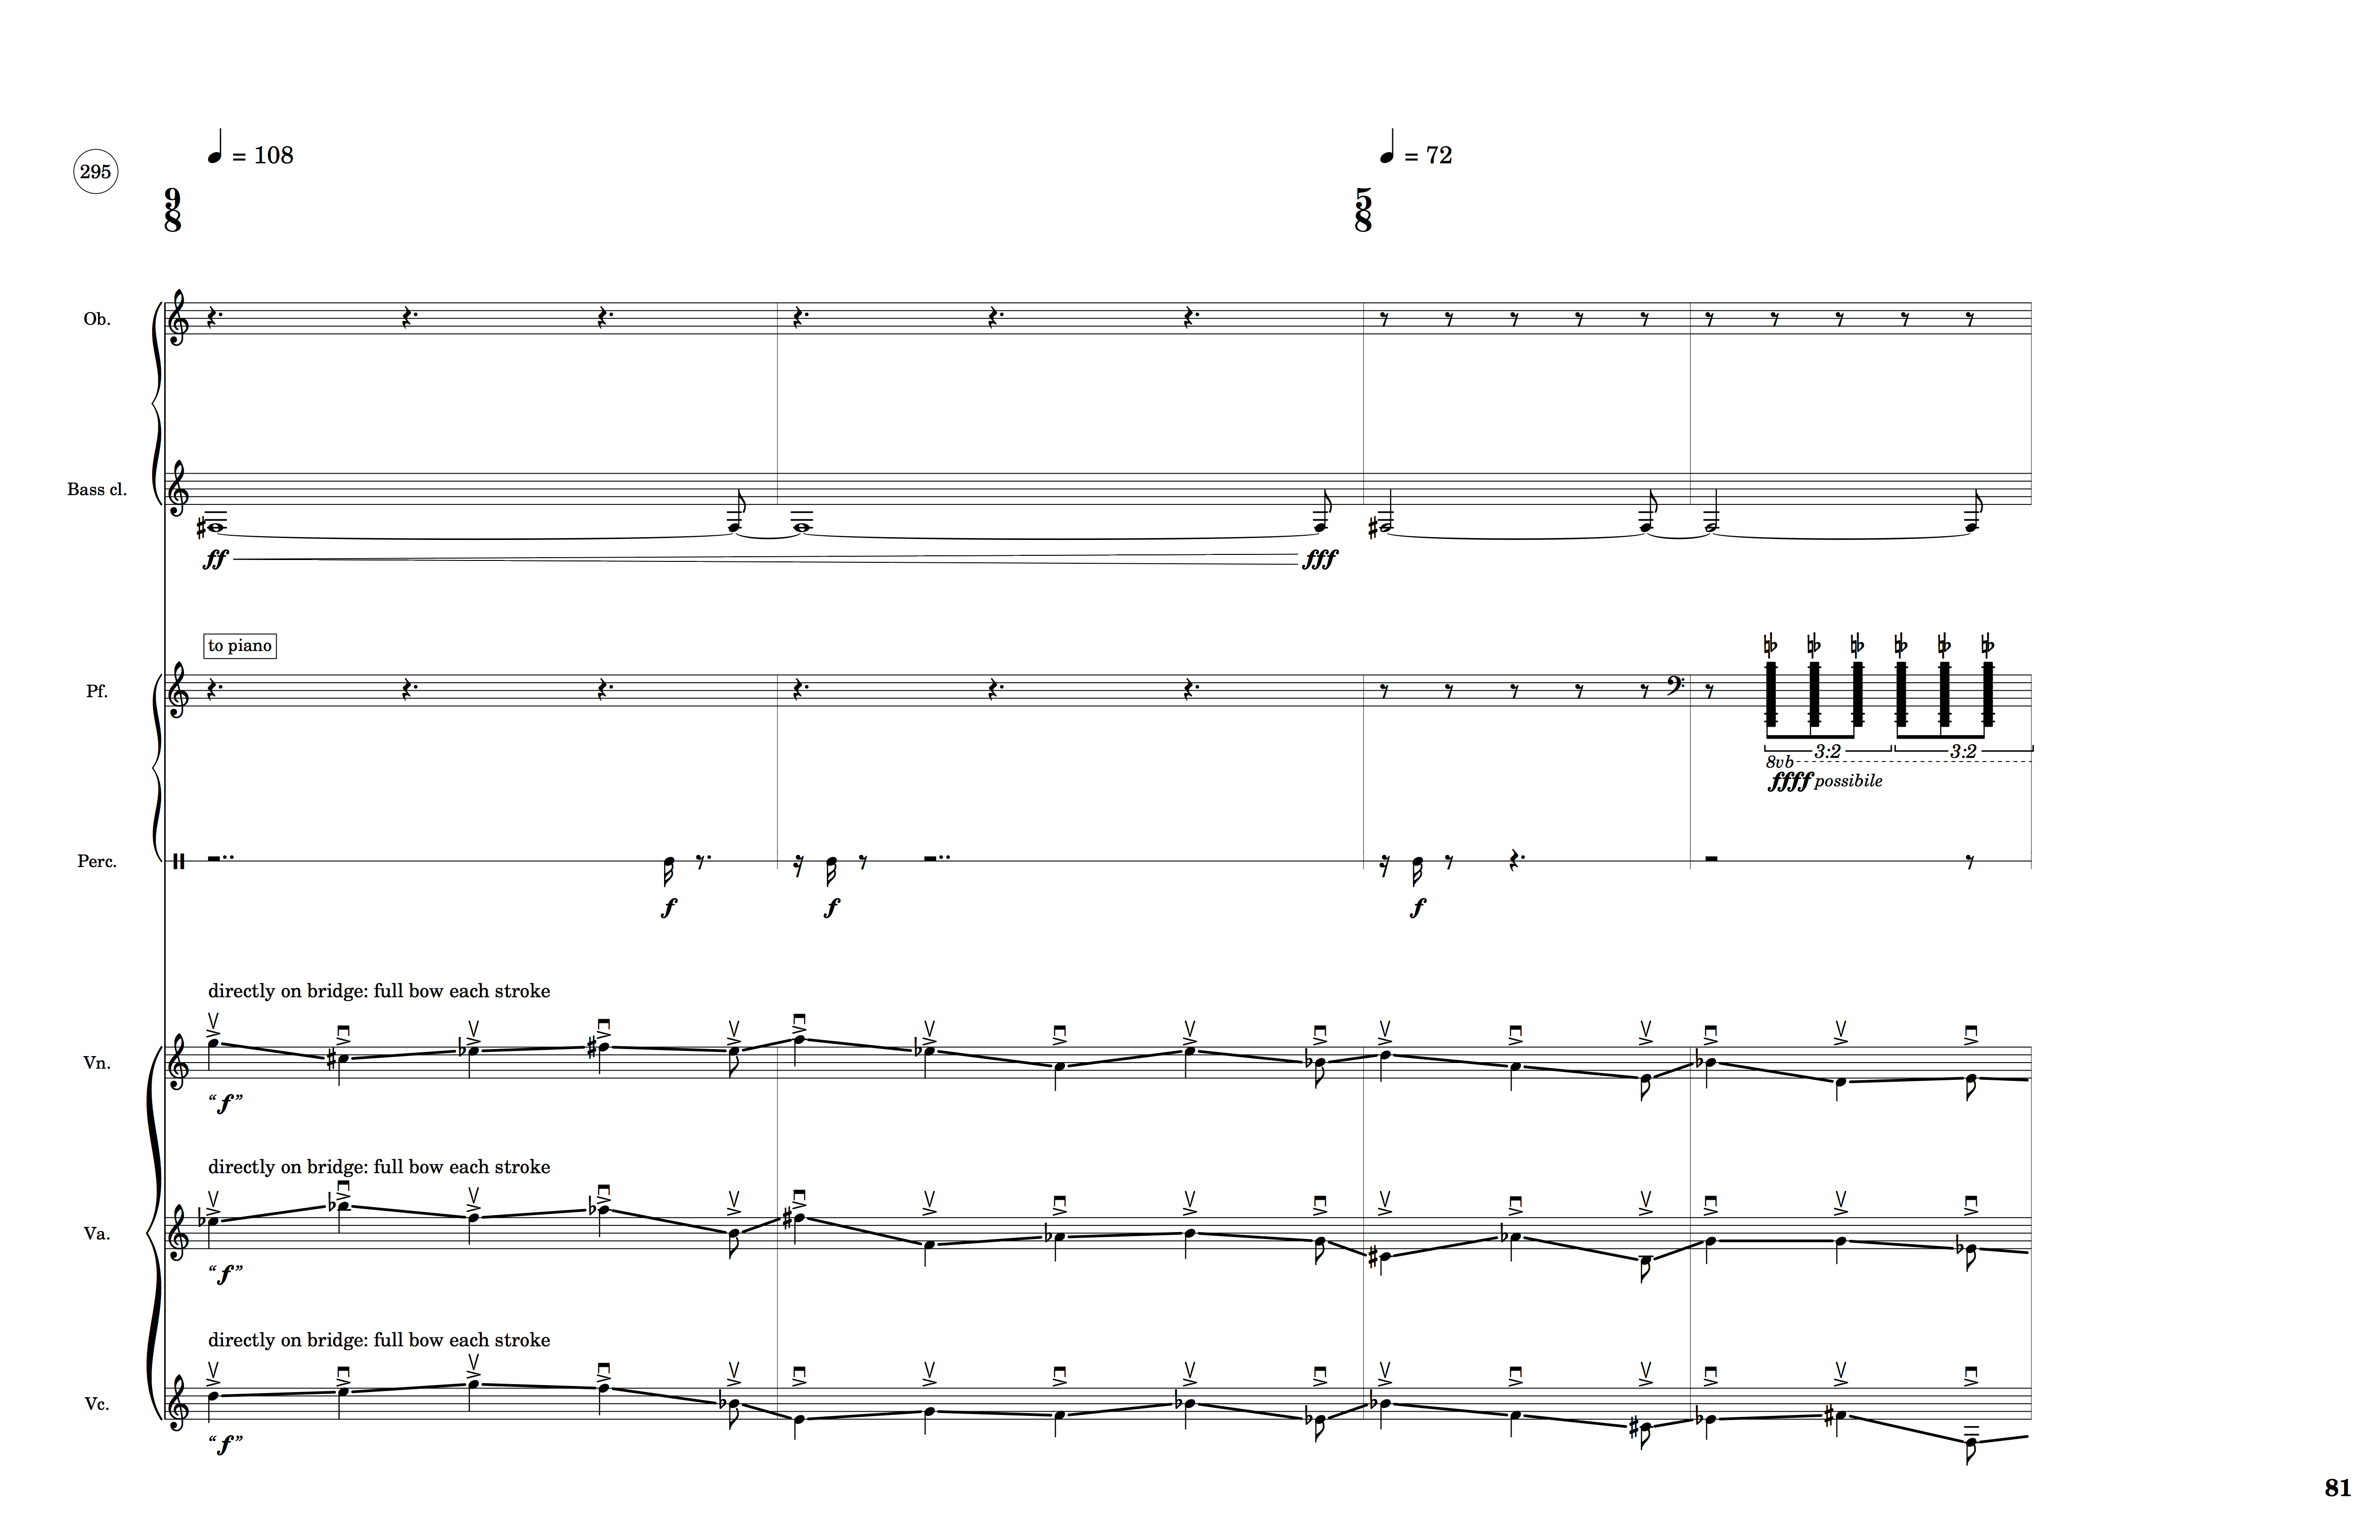 = 108
= 72
295
9
8
5
8
Ob.
Bass cl.
ff
fff
to piano
Pf.
3:2
3:2
8vb
ffff possibile
Perc.
f
f
f
directly on bridge: full bow each stroke
Vn.
“f”
directly on bridge: full bow each stroke
Va.
“f”
directly on bridge: full bow each stroke
Vc.
“f”
81